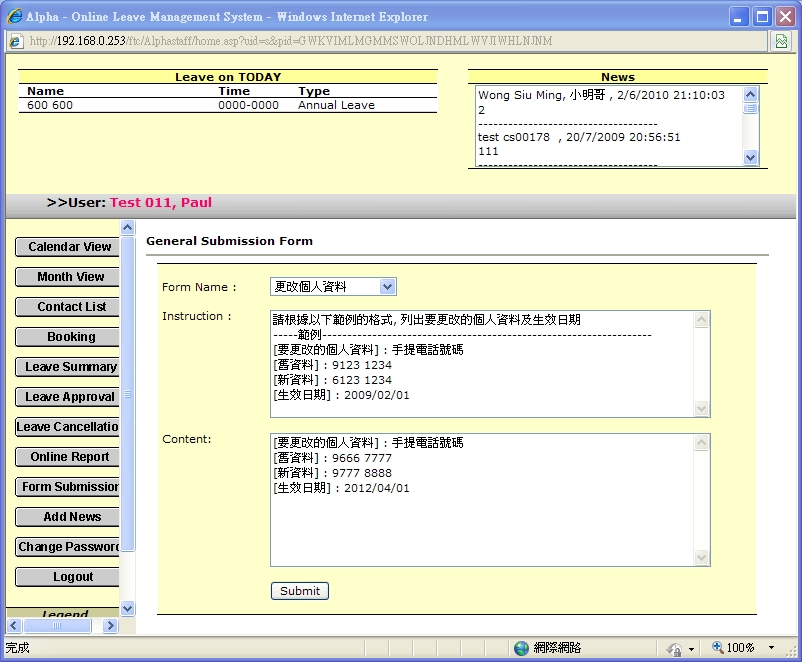 Alpha - Online Leave Management System - Windows Internet Explorer
http://192.168.0.253/ftc/Alphastaff/home.asp?uid=s&pid=GWKVIMLMGMMSWOLJNDHMLWVJIWHLNJNM
Leave on TODAY
Name Time Type
600 600 0000-0000 Annual Leave
News
Wong Siu Ming, 小明哥 , 2/6/2010 21:10:03
2
------------------------------------
test cs00178 , 20/7/2009 20:56:51
111
------------------------------------
>>User: Test 011, Paul
Calendar View
Month View
Contact List
Booking
Leave Summary
Leave Approval
Leave Cancellatio
Online Report
Form Submission
Add News
Change Password
Logout
Legend
General Submission Form
Form Name : 更改個人資料
Instruction :
請根據以下範例的格式, 列出要更改的個人資料及生效日期
-----範例------------------------------------------------------------------
[要更改的個人資料] : 手提電話號碼
[舊資料] : 9123 1234
[新資料] : 6123 1234
[生效日期] : 2009/02/01
Content:
[要更改的個人資料] : 手提電話號碼
[舊資料] : 9666 7777
[新資料] : 9777 8888
[生效日期] : 2012/04/01
Submit
完成 網際網路 100%